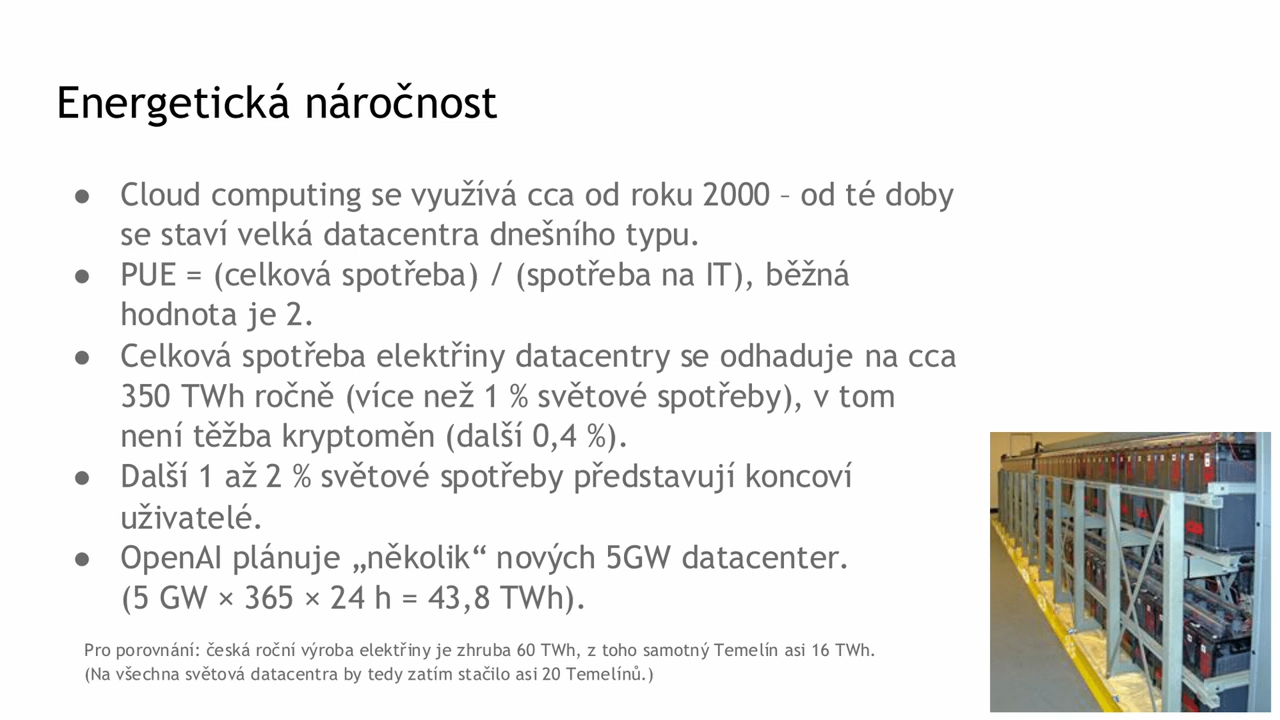 Energetická náročnost
● Cloud computing se využívá cca od roku 2000 – od té doby
se staví velká datacentra dnešního typu.
● PUE = (celková spotřeba) / (spotřeba na IT), běžná
hodnota je 2.
● Celková spotřeba elektřiny datacentry se odhaduje na cca
350 TWh ročně (více než 1 % světové spotřeby), v tom
není těžba kryptoměn (další 0,4 %).
● Další 1 až 2 % světové spotřeby představují koncoví
uživatelé.
● OpenAI plánuje „několik“ nových 5GW datacenter.
(5 GW × 365 × 24 h = 43,8 TWh).
Pro porovnání: česká roční výroba elektřiny je zhruba 60 TWh, z toho samotný Temelín asi 16 TWh.
(Na všechna světová datacentra by tedy zatím stačilo asi 20 Temelínů.)